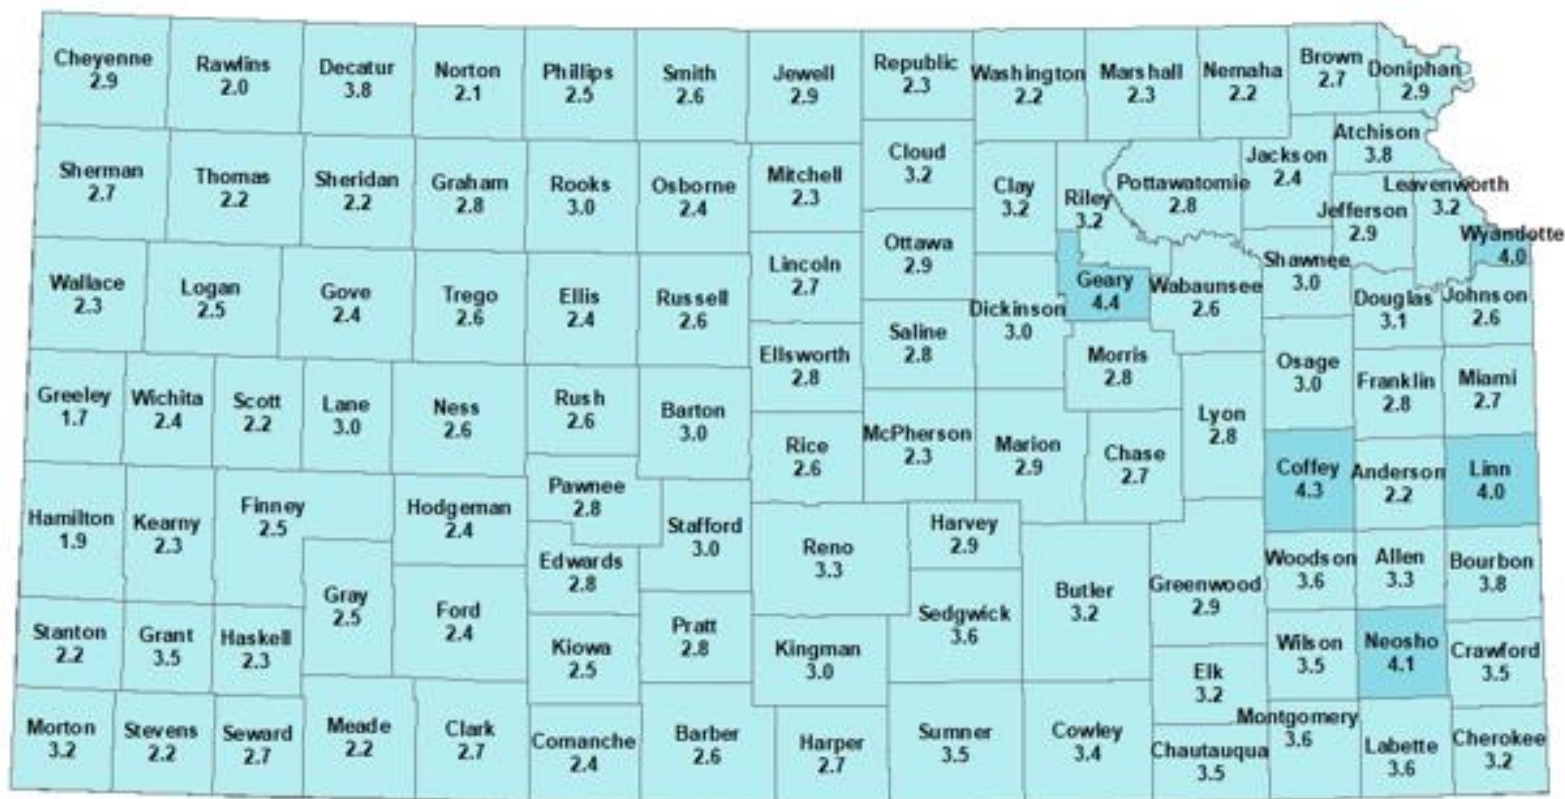 Cheyenne
2.9
Rawlins
2.0
Decatur
3.8
Norton
2.1
Phillips
2.5
Smith
2.6
Jewell
2.9
Republic
2.3
Washington
2.2
Marshall
2.3
Nemaha
2.2
Brown
2.7
Doniphan
2.9
Atchison
3.8
Sherman
2.7
Thomas
2.2
Sheridan
2.2
Graham
2.8
Rooks
3.0
Osborne
2.4
Mitchell
2.3
Cloud
3.2
Clay
3.2
Riley
3.2
Pottawatomie
2.8
Jackson
2.4
Jefferson
2.9
Leavenworth
3.2
Wyandotte
4.0
Wallace
2.3
Logan
2.5
Gove
2.4
Trego
2.6
Ellis
2.4
Russell
2.6
Lincoln
2.7
Ottawa
2.9
Saline
2.8
Dickinson
3.0
Geary
4.4
Wabaunsee
2.6
Shawnee
3.0
Douglas
3.1
Johnson
2.6
Greeley
1.7
Wichita
2.4
Scott
2.2
Lane
3.0
Ness
2.6
Rush
2.6
Barton
3.0
Ellsworth
2.8
Rice
2.6
McPherson
2.3
Marion
2.9
Morris
2.8
Chase
2.7
Lyon
2.8
Osage
3.0
Franklin
2.8
Miami
2.7
Coffey
4.3
Anderson
2.2
Linn
4.0
Hamilton
1.9
Kearny
2.3
Finney
2.5
Hodgeman
2.4
Pawnee
2.8
Stafford
3.0
Edwards
2.8
Reno
3.3
Harvey
2.9
Sedgwick
3.6
Butler
3.2
Greenwood
2.9
Woodson
3.6
Allen
3.3
Bourbon
3.8
Stanton
2.2
Grant
3.5
Haskell
2.3
Gray
2.5
Ford
2.4
Kiowa
2.5
Pratt
2.8
Kingman
3.0
Elk
3.2
Wilson
3.5
Neosho
4.1
Crawford
3.5
Morton
3.2
Stevens
2.2
Seward
2.7
Meade
2.2
Clark
2.7
Comanche
2.4
Barber
2.6
Harper
2.7
Sumner
3.5
Cowley
3.4
Chautauqua
3.5
Montgomery
3.6
Labette
3.6
Cherokee
3.2